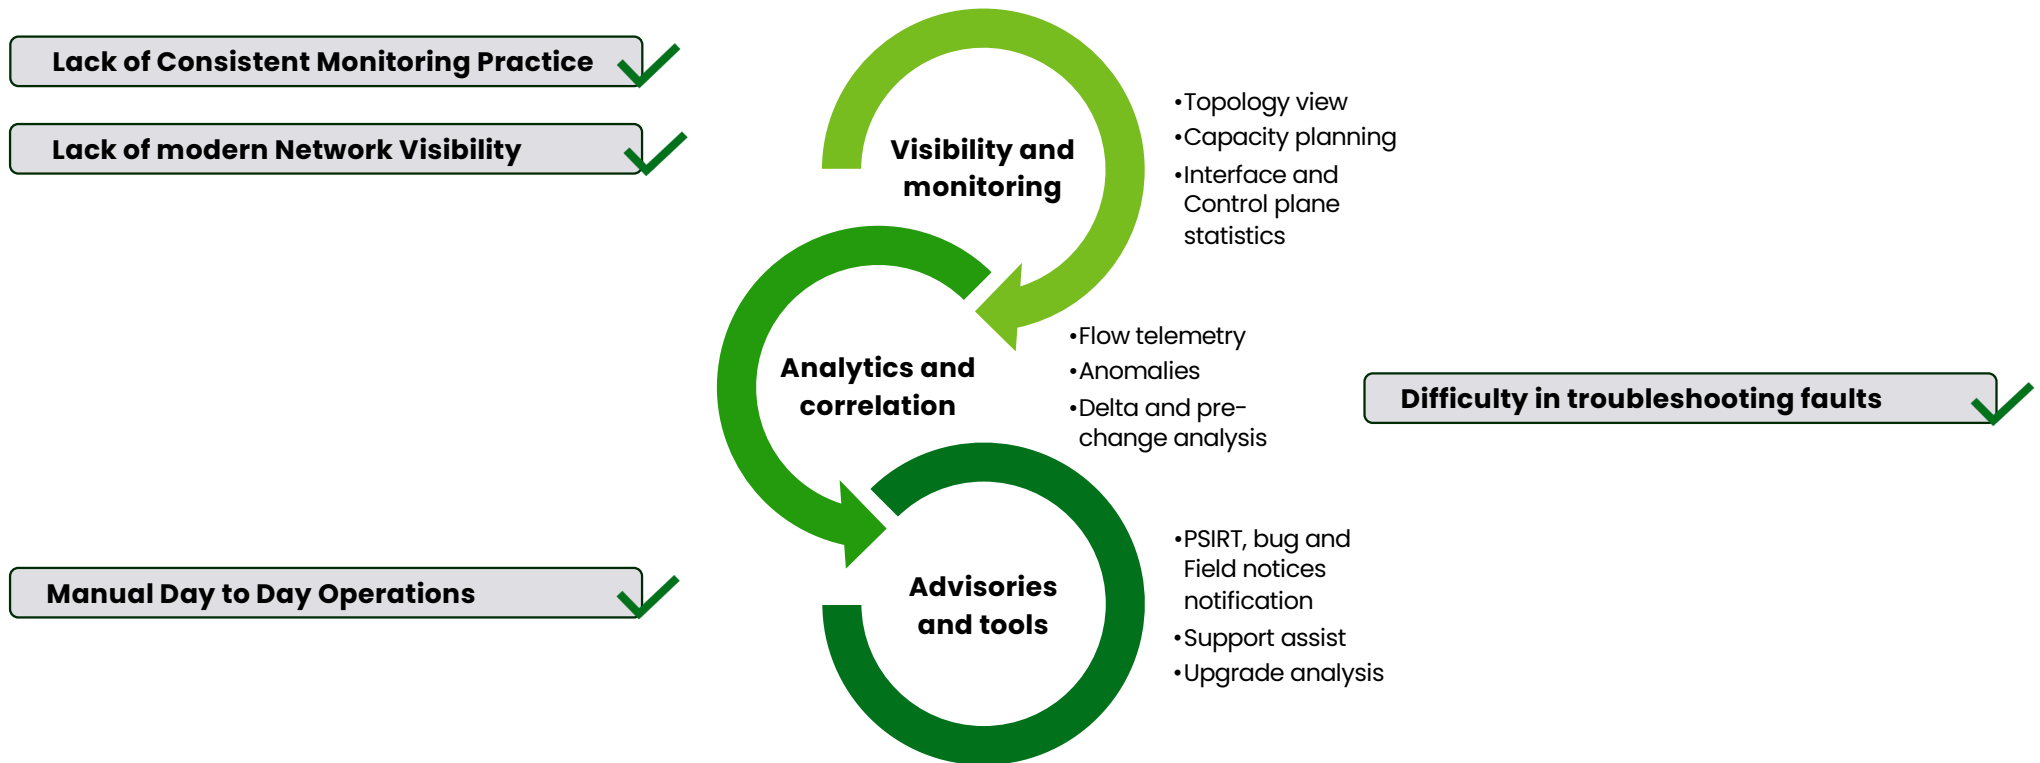 Lack of Consistent Monitoring Practice
Lack of modern Network Visibility
Visibility and
monitoring
•Topology view
•Capacity planning
•Interface and
Control plane
statistics
Analytics and
correlation
•Flow telemetry
•Anomalies
•Delta and pre-
change analysis
Difficulty in troubleshooting faults
Manual Day to Day Operations
Advisories
and tools
•PSIRT, bug and
Field notices
notification
•Support assist
•Upgrade analysis